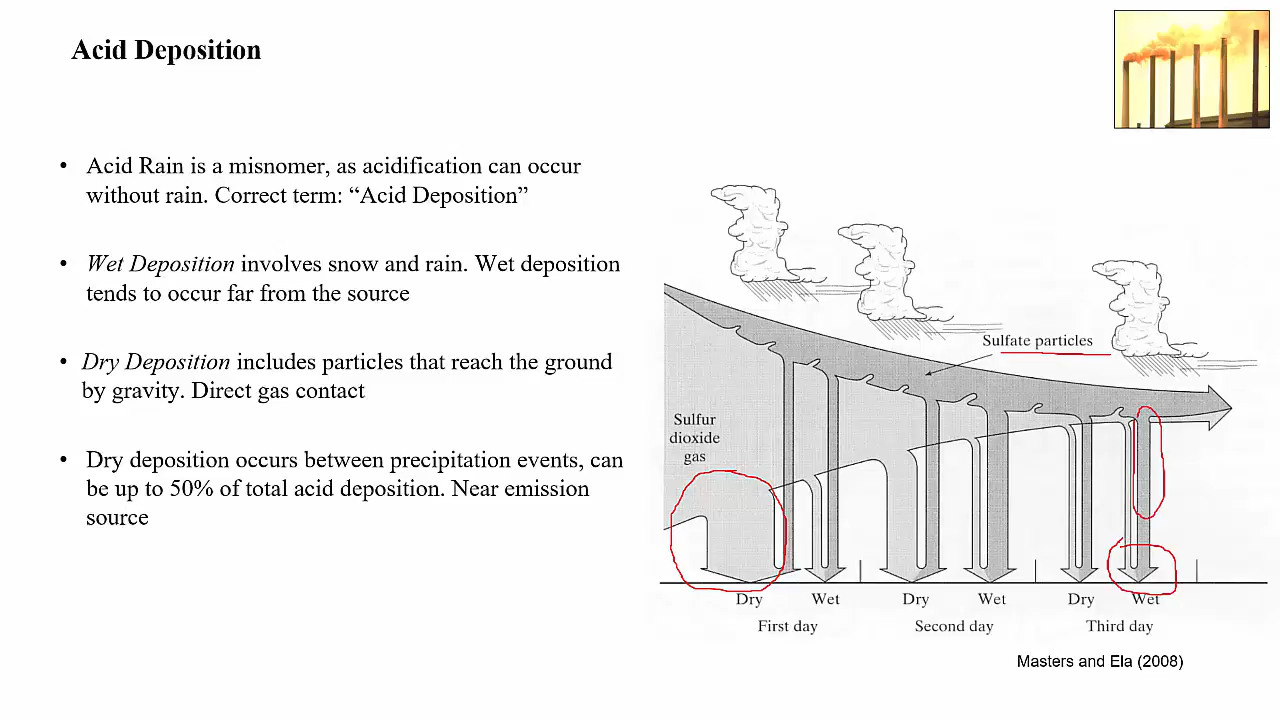 Acid Deposition
• Acid Rain is a misnomer, as acidification can occur
without rain. Correct term: “Acid Deposition”
• Wet Deposition involves snow and rain. Wet deposition
tends to occur far from the source
• Dry Deposition includes particles that reach the ground
by gravity. Direct gas contact
• Dry deposition occurs between precipitation events, can
be up to 50% of total acid deposition. Near emission
source
Sulfate particles
Sulfur
dioxide
gas
Dry Wet Dry Wet Dry Wet
First day Second day Third day
Masters and Ela (2008)